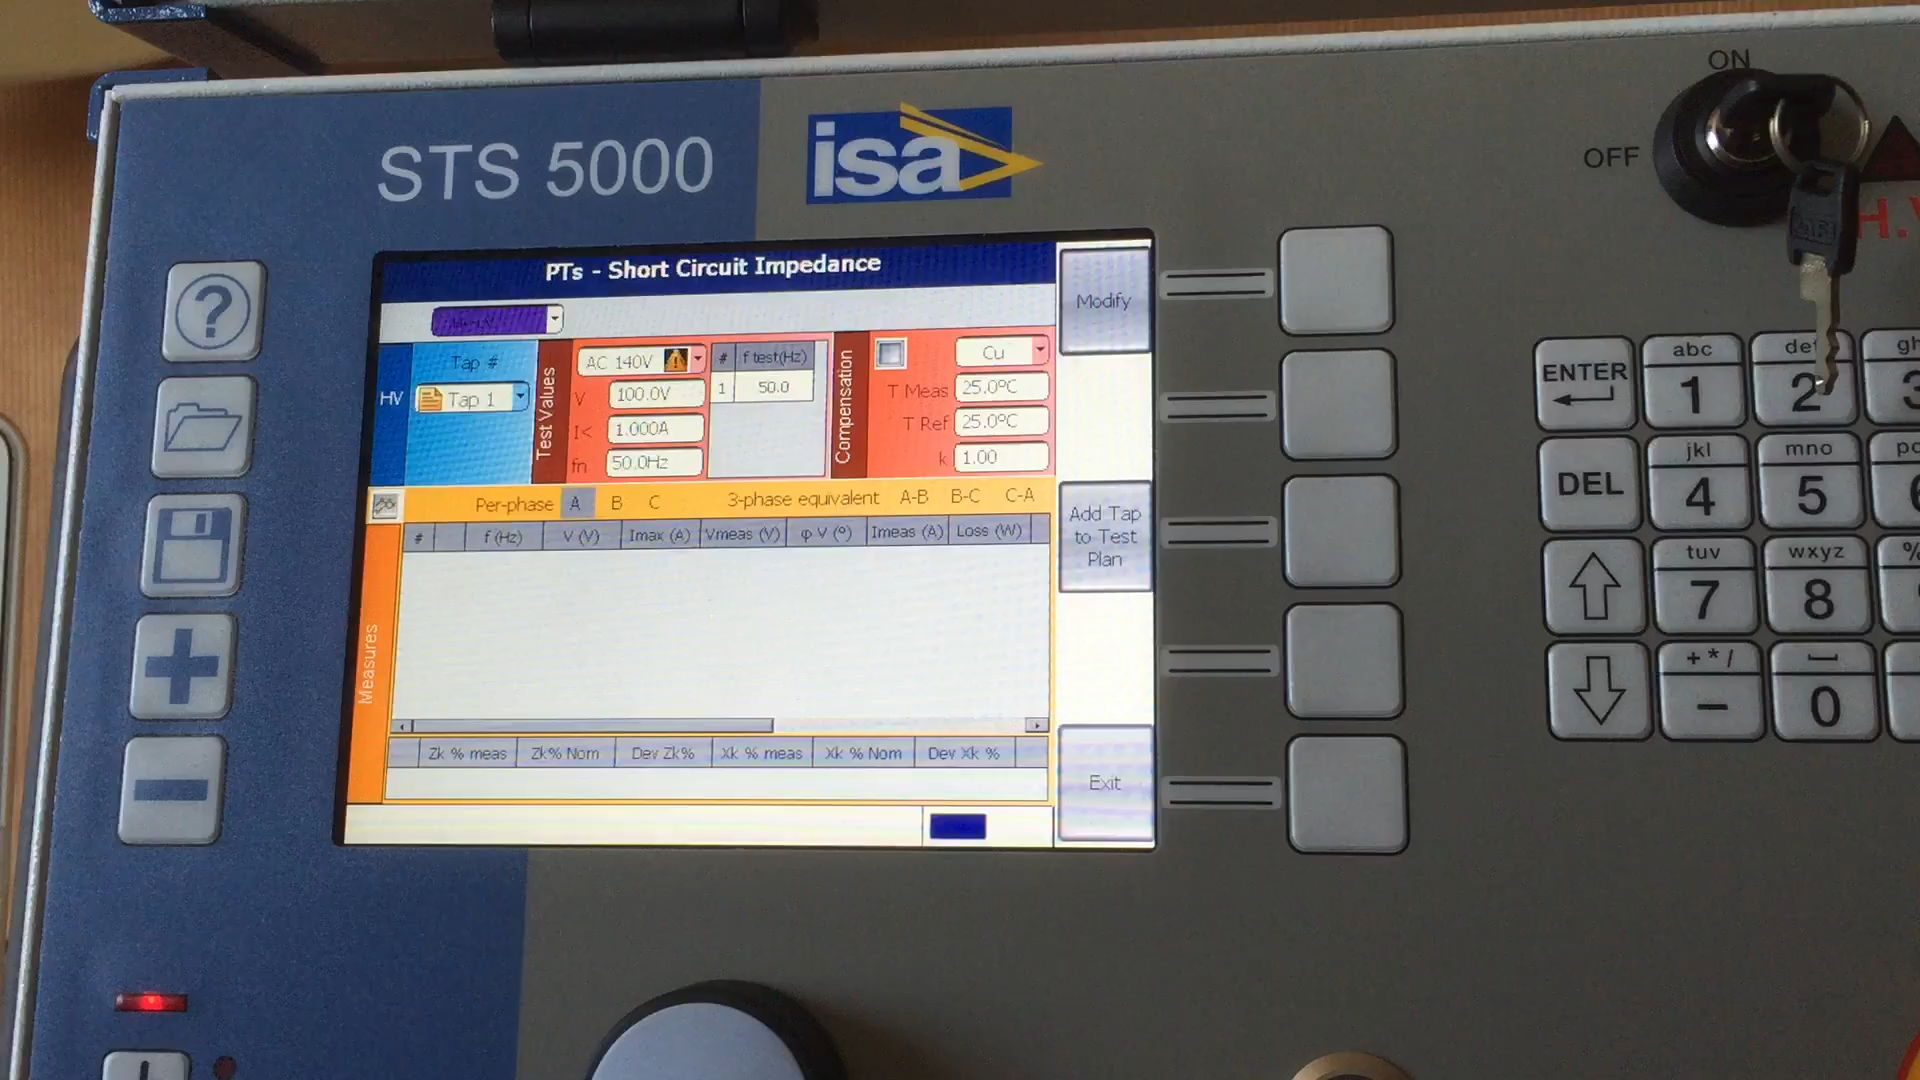 STS 5000
isa
ON
OFF
H.
PTs - Short Circuit Impedance
Modify
HV
Tap #
Tap 1
Test Values
AC 140V
V
100.0V
I<
1.000A
fn
50.0Hz
# f test(Hz)
1 50.0
Compensation
Cu
T Meas
25.0ºC
T Ref
25.0ºC
k
1.00
Per-phase A B C 3-phase equivalent A-B B-C C-A
Measures
# f (Hz) V (V) Imax (A) Vmeas (V) φ V (º) Imeas (A) Loss (W)
Zk % meas Zk% Nom Dev Zk% Xk % meas Xk % Nom Dev Xk %
Add Tap
to Test
Plan
Exit
?
ENTER
abc
1
def
2
gh
3
DEL
jkl
4
mno
5
tuv
7
wxyz
8
%
+ * /
−
0